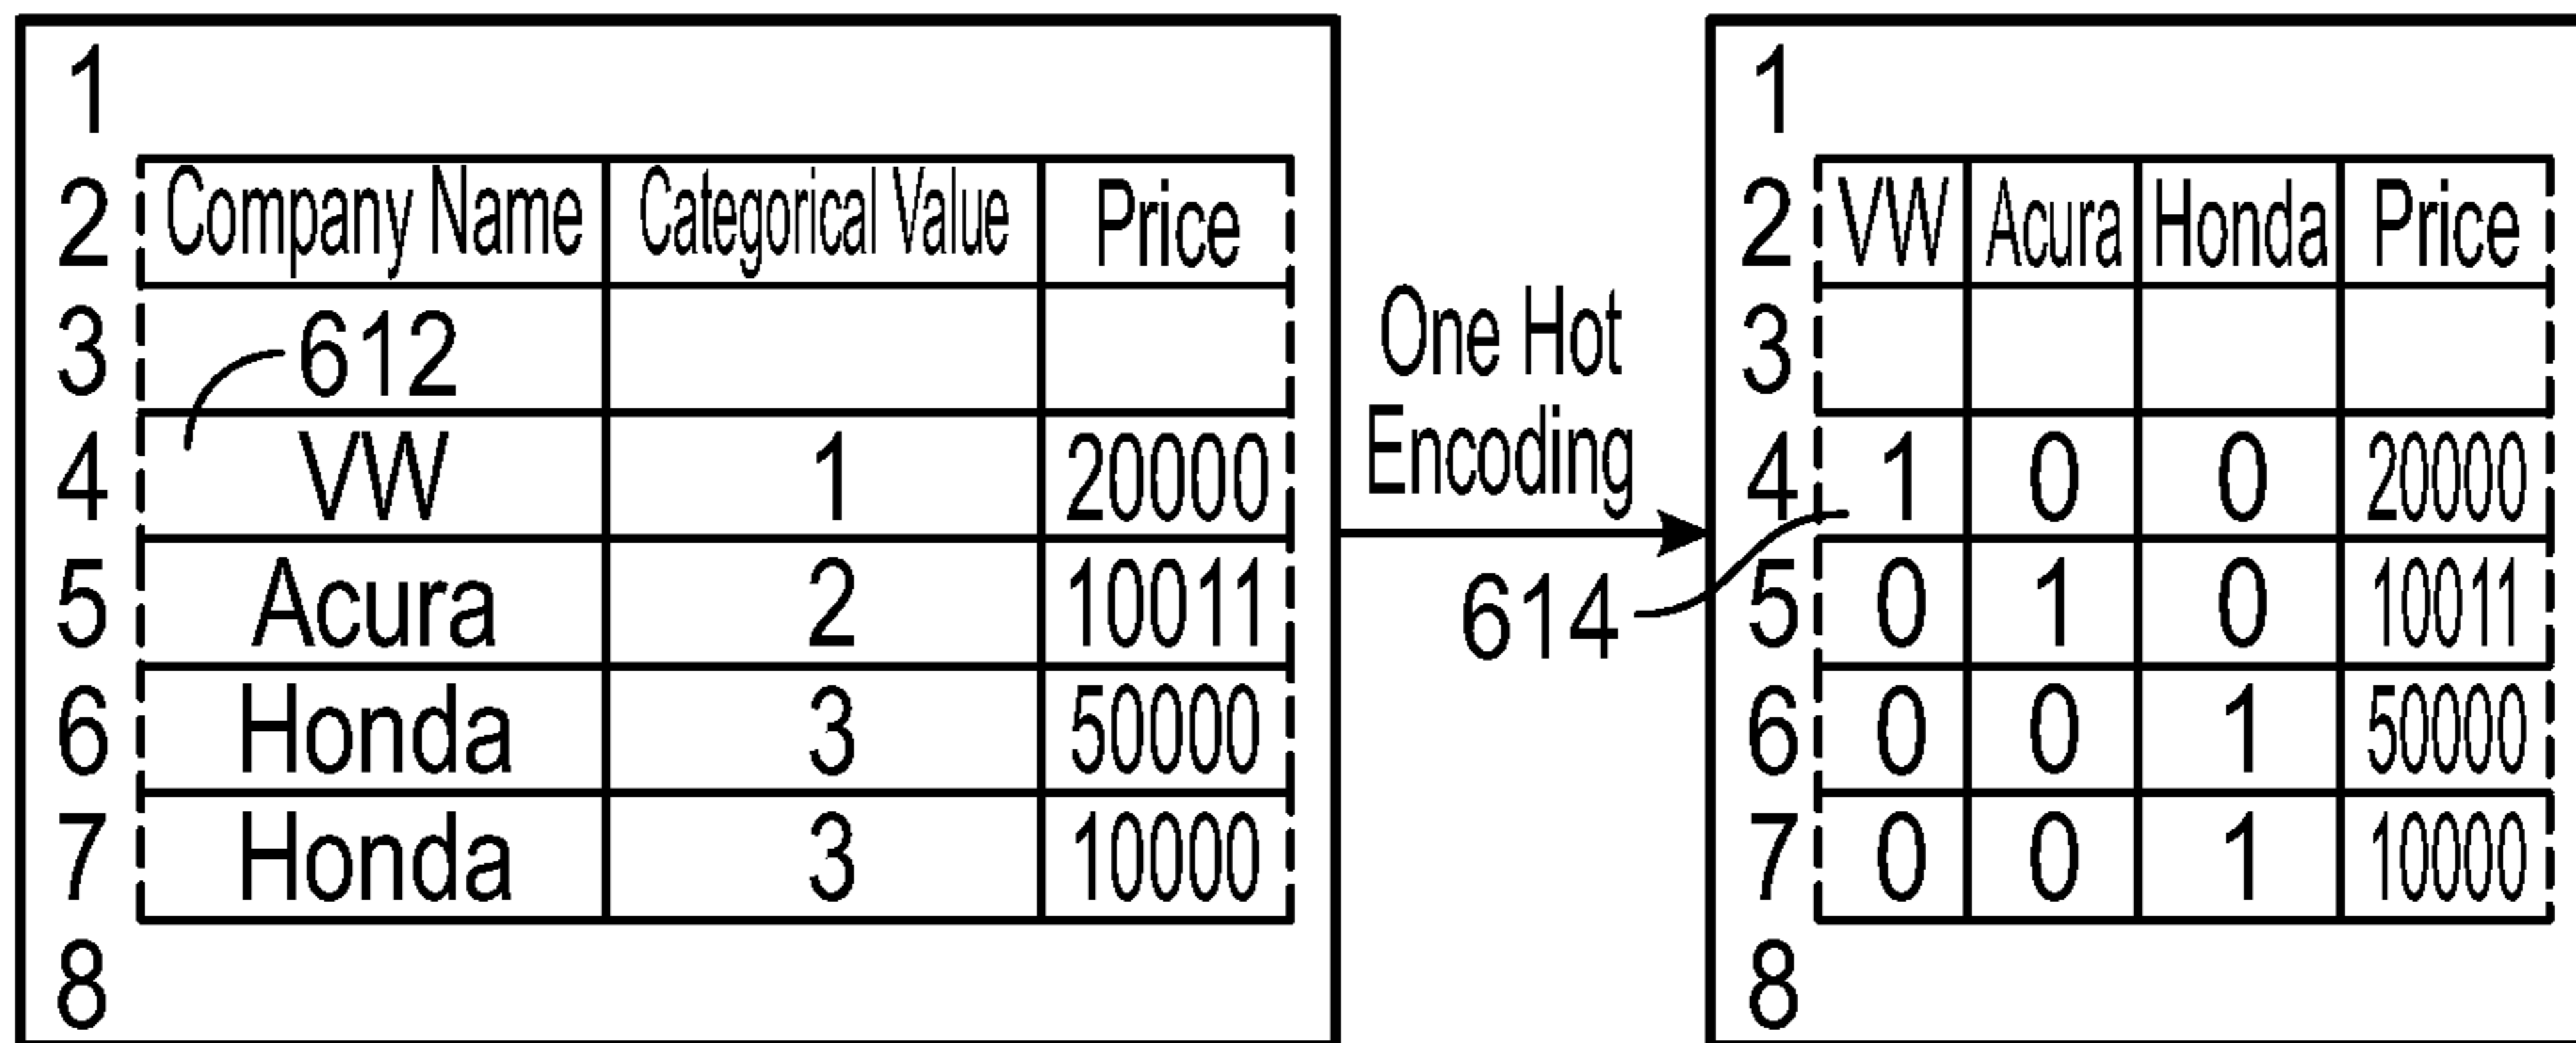 1
2 Company Name Categorical Value Price
3 612
4 VW 1 20000
5 Acura 2 10011
6 Honda 3 50000
7 Honda 3 10000
8
One Hot
Encoding
614
1
2 VW Acura Honda Price
3
4 1 0 0 20000
5 0 1 0 10011
6 0 0 1 50000
7 0 0 1 10000
8